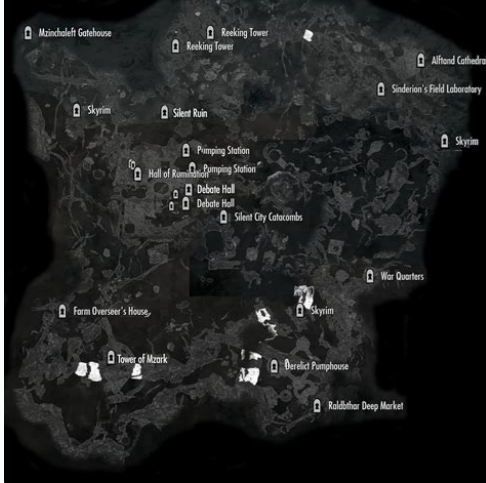 Mzinchaleft Gatehouse
Reeking Tower
Reeking Tower
Alftand Cathedra
Sinderion's Field Laboratory
Skyrim
Silent Ruin
Skyrim
Pumping Station
Pumping Station
Hall of Rumination
Debate Hall
Debate Hall
Silent City Catacombs
War Quarters
Farm Overseer's House
Skyrim
Tower of Mzark
Derelict Pumphouse
Raldbthar Deep Market